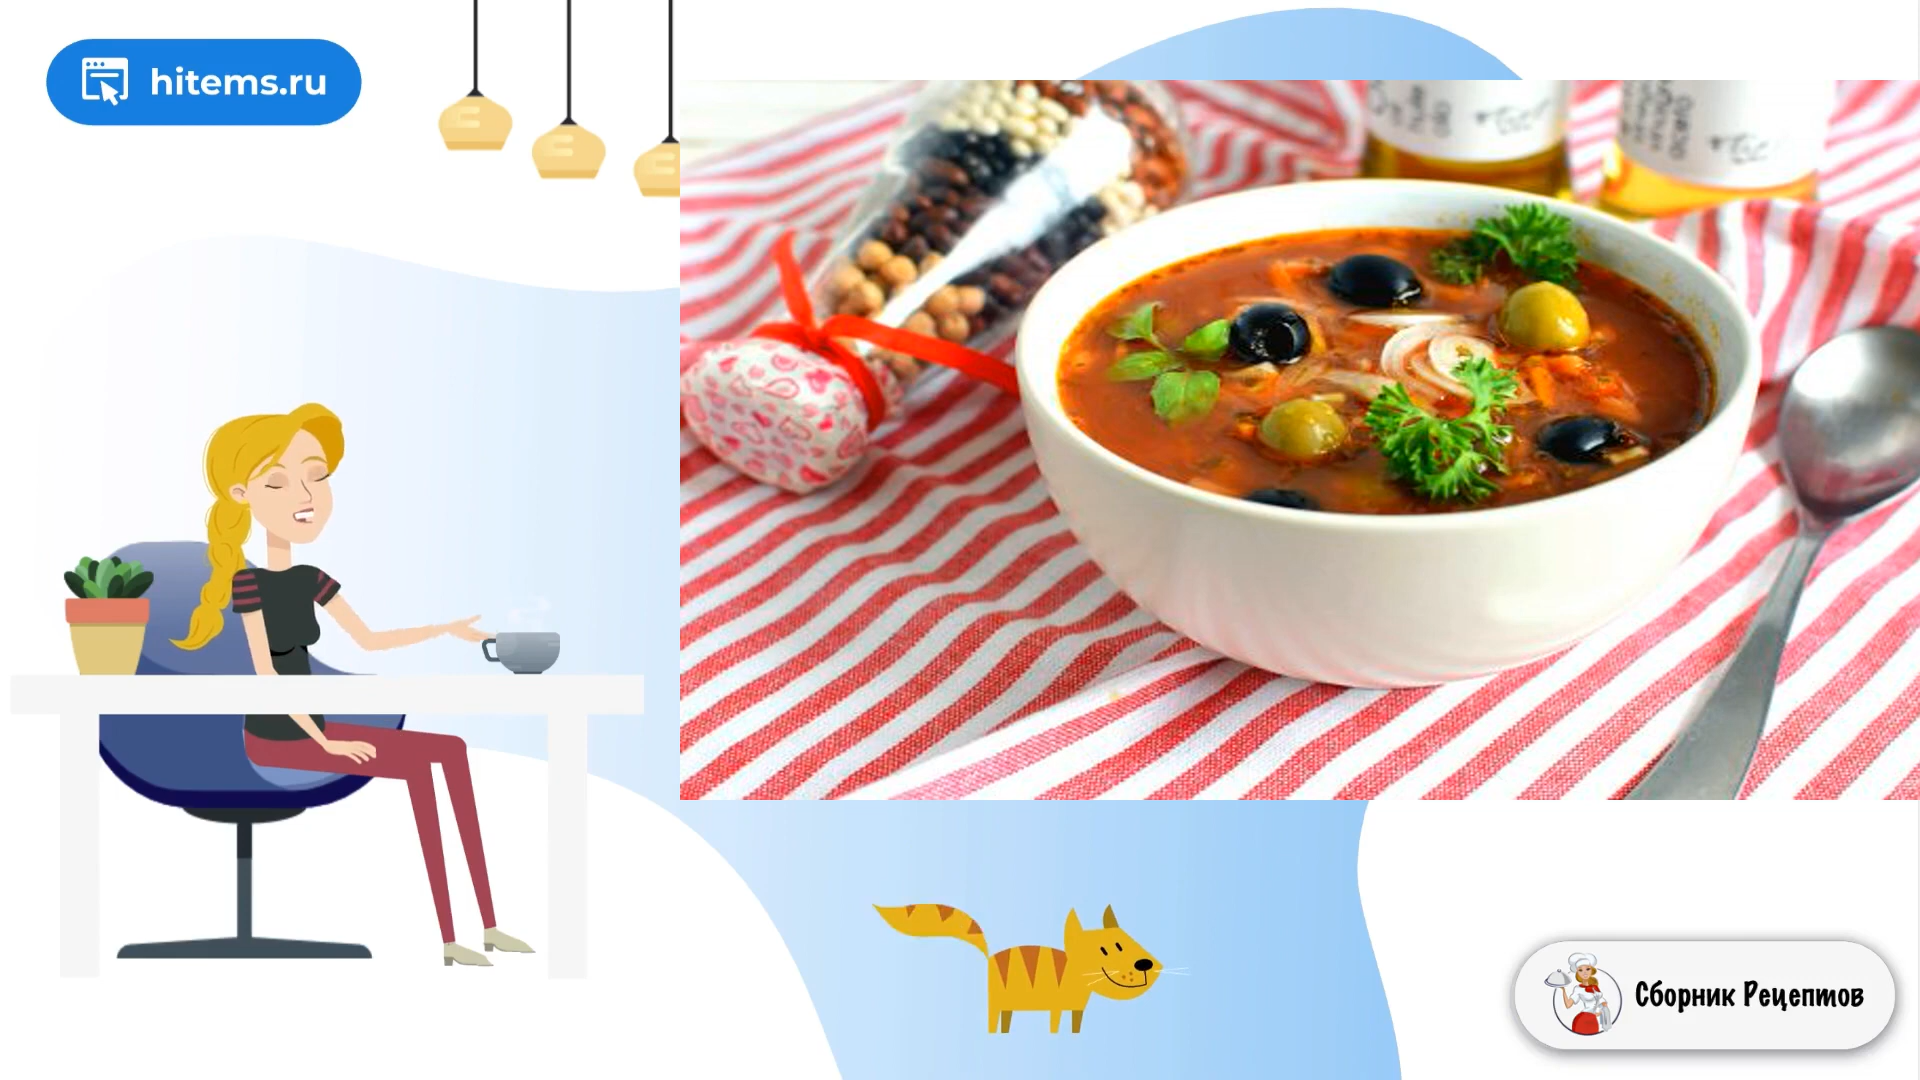 hitems.ru
Сборник Рецептов